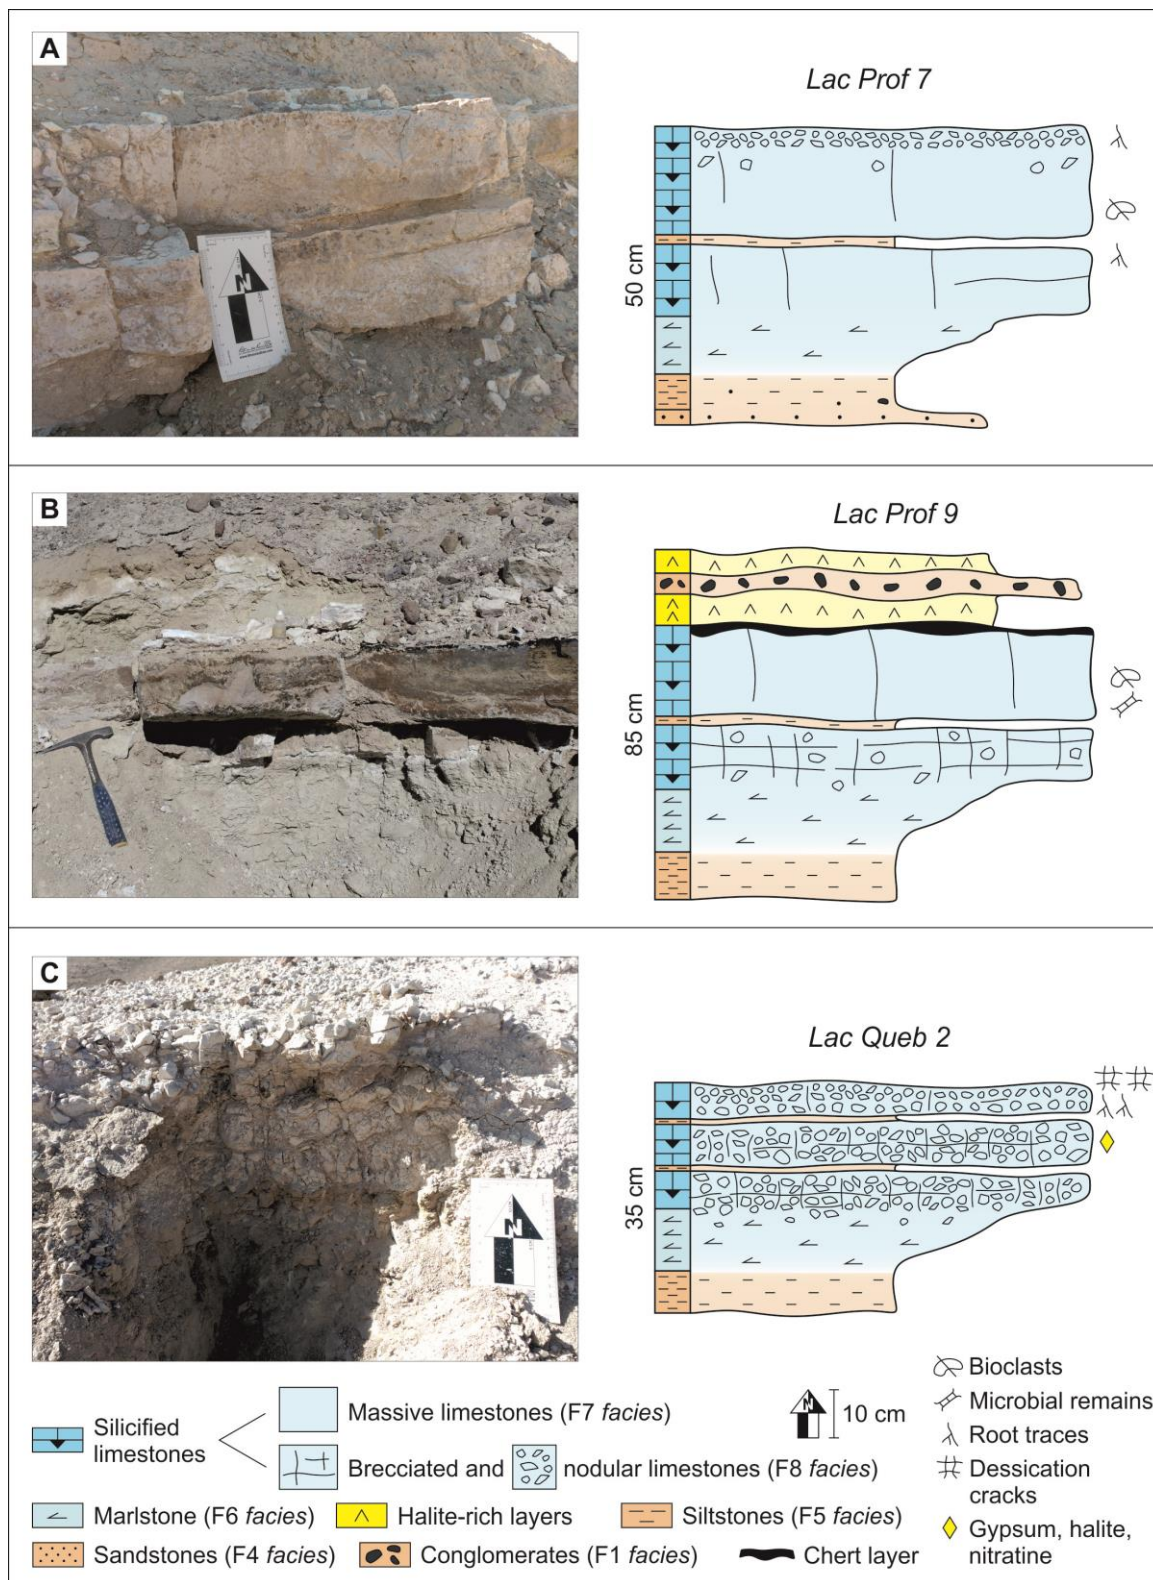 A
Lac Prof 7
50 cm
N
B
Lac Prof 9
85 cm
C
Lac Queb 2
35 cm
N
Silicified
limestones
Massive limestones (F7 facies)
Brecciated and
nodular limestones (F8 facies)
N
10 cm
Bioclasts
Microbial remains
Root traces
Dessication
cracks
Gypsum, halite,
nitratine
Marlstone (F6 facies)
Halite-rich layers
Siltstones (F5 facies)
Sandstones (F4 facies)
Conglomerates (F1 facies)
Chert layer